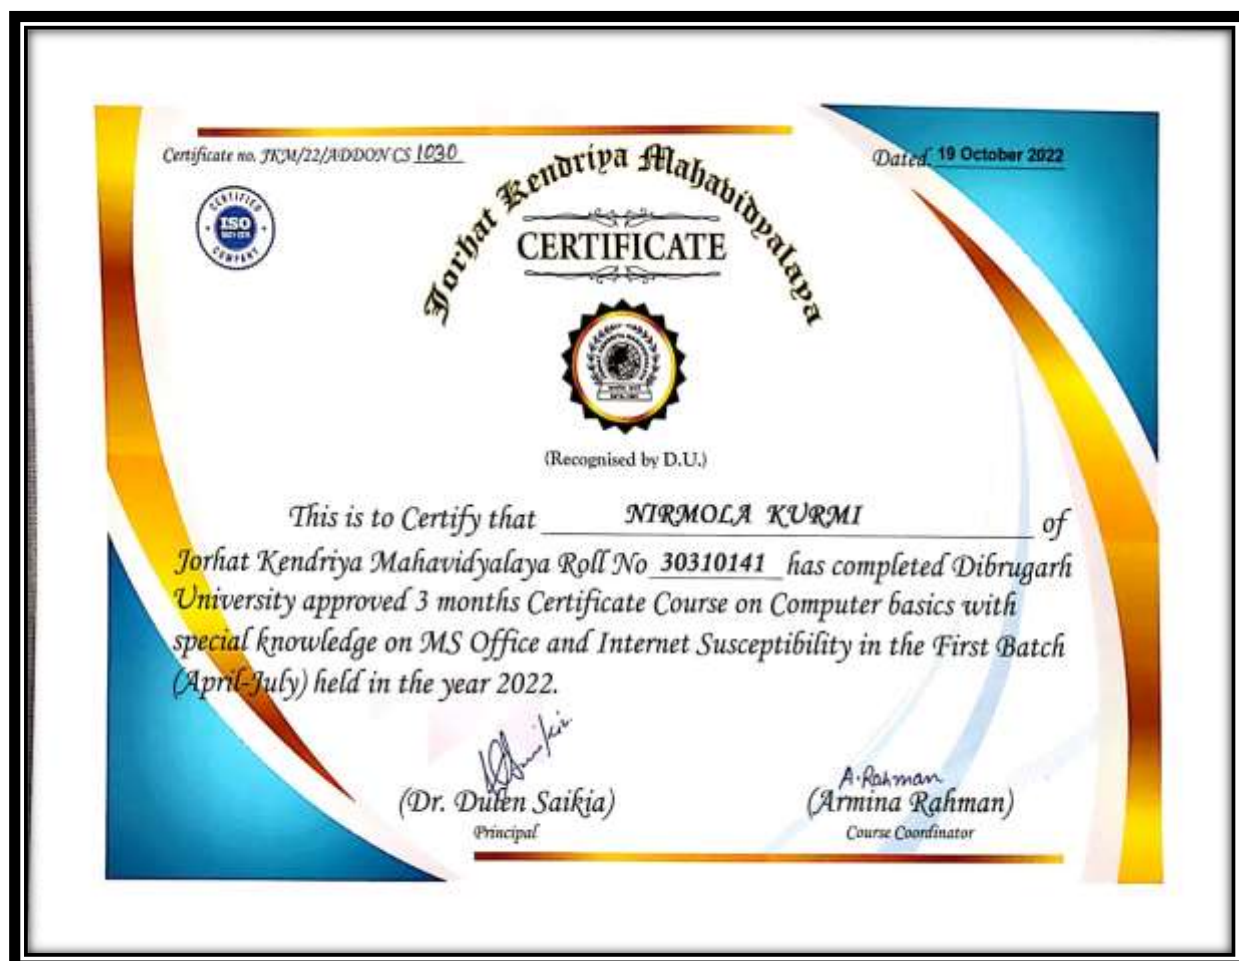 Certificate no. JKM/22/ADDON CS 1030
Dated. 19 October 2022
CERTIFIED
ISO
COMPANY
Jorhat Kendriya Mahavidyalaya
CERTIFICATE
(Recognised by D.U.)
This is to Certify that NIRMOLA KURMI of
Jorhat Kendriya Mahavidyalaya Roll No 30310141 has completed Dibrugarh
University approved 3 months Certificate Course on Computer basics with
special knowledge on MS Office and Internet Susceptibility in the First Batch
(April-July) held in the year 2022.
A. Rahman
(Dr. Dulen Saikia)
(Armina Rahman)
Principal
Course Coordinator